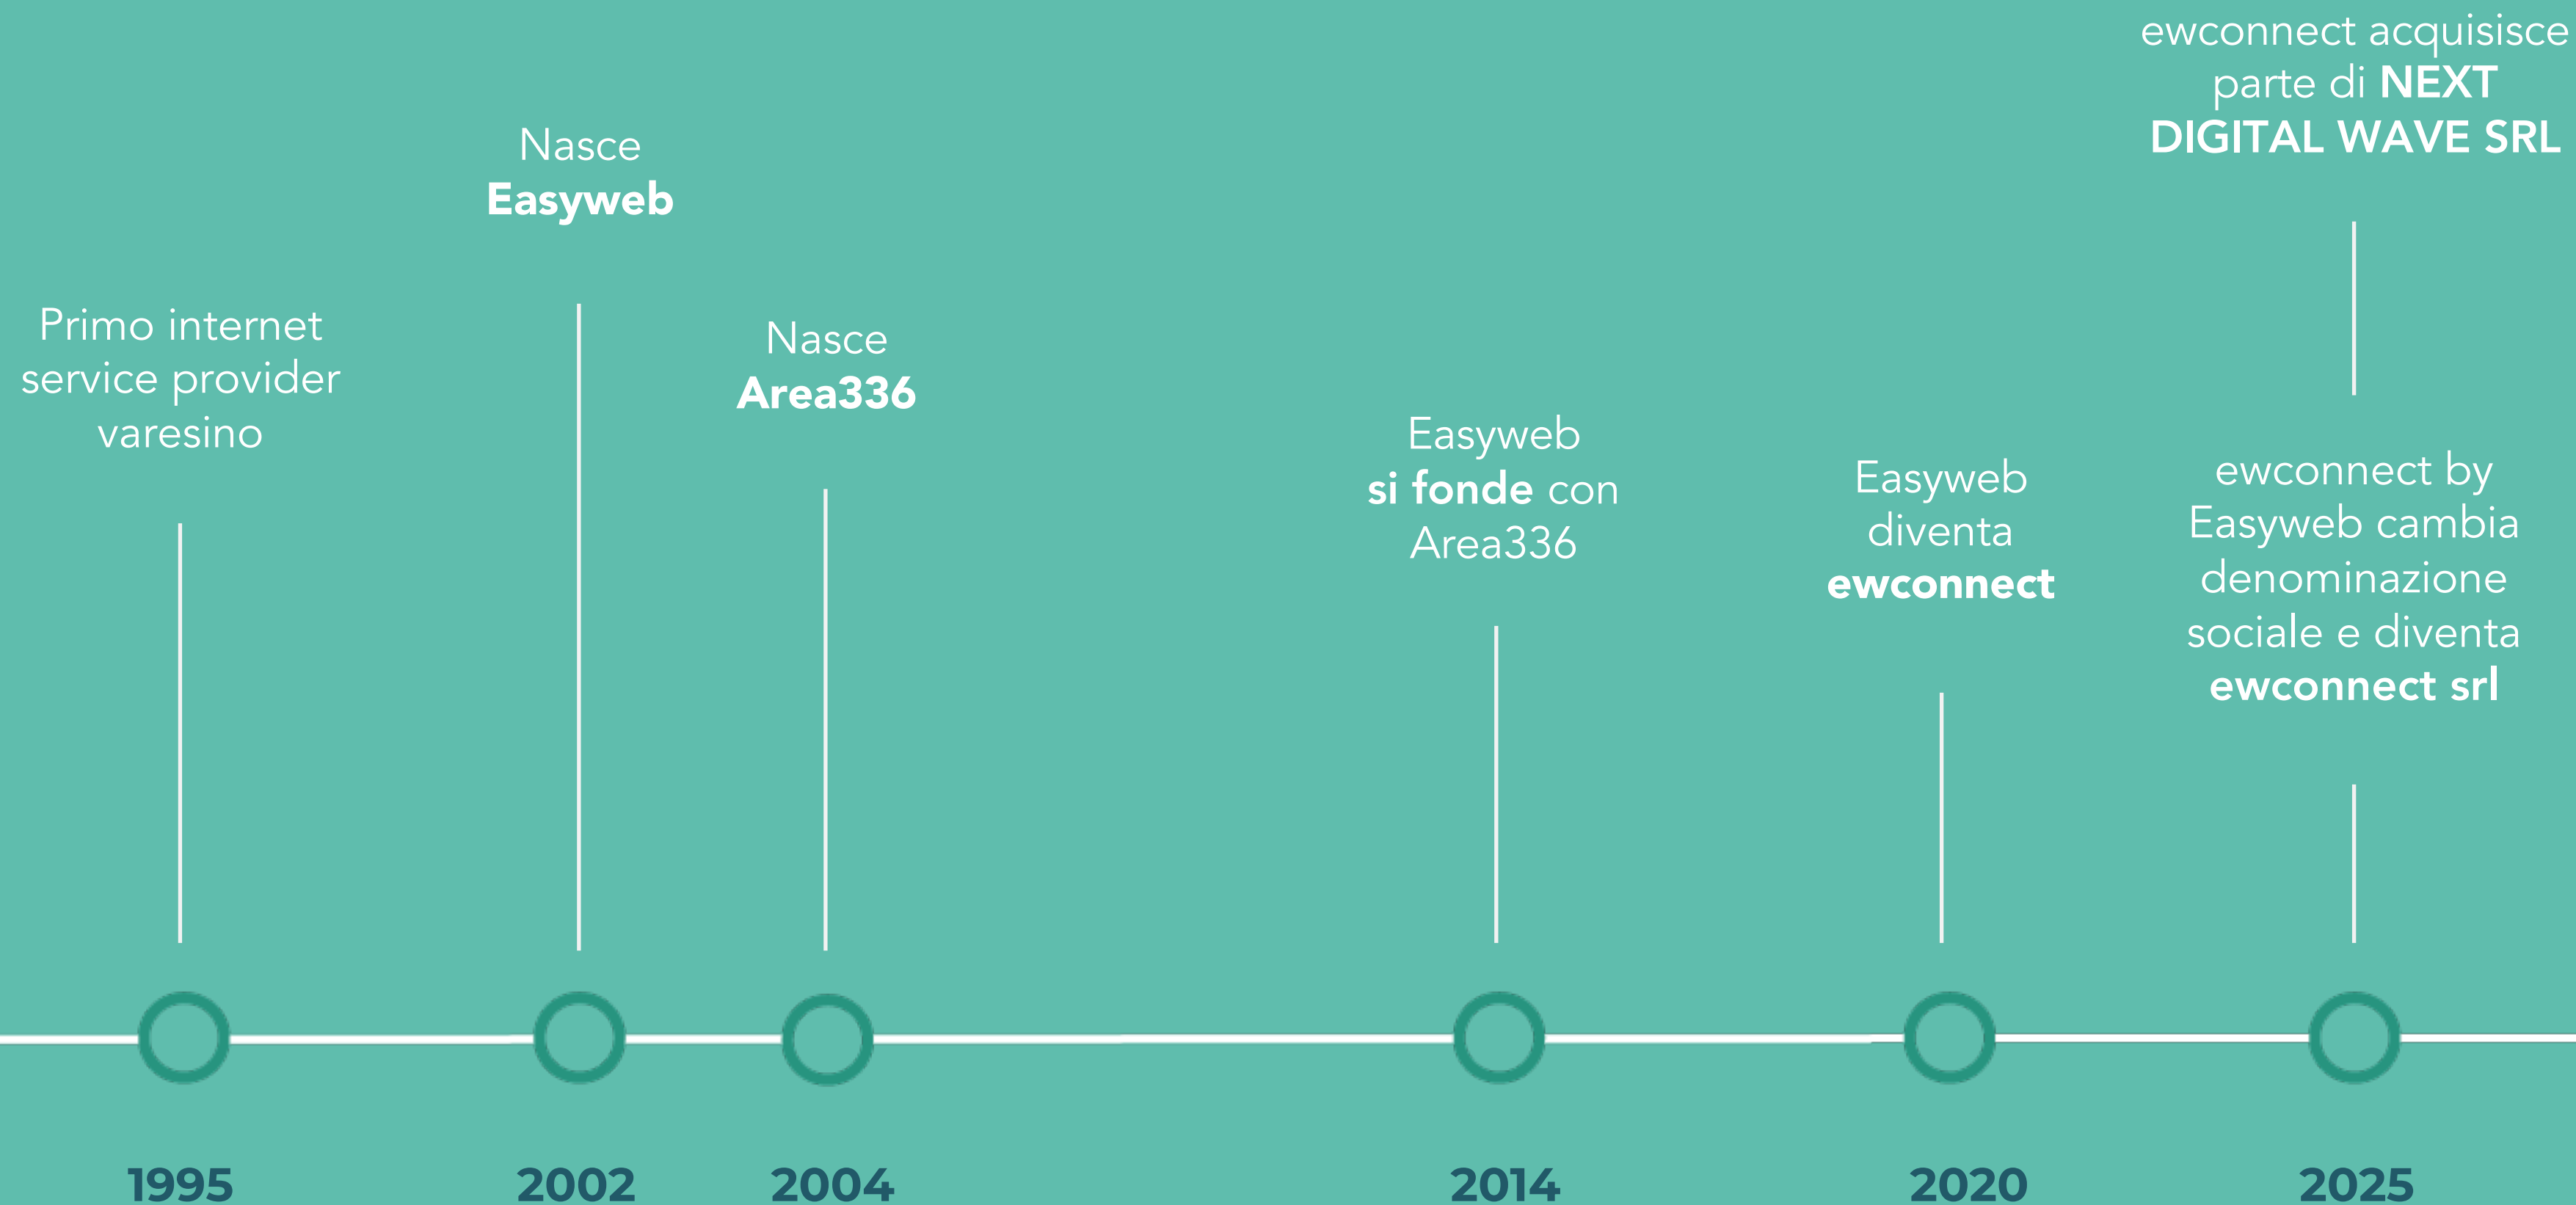 Primo internet
service provider
varesino
1995
Nasce
Easyweb
2002
Nasce
Area336
2004
Easyweb
si fonde con
Area336
2014
Easyweb
diventa
ewconnect
2020
ewconnect acquisisce
parte di NEXT
DIGITAL WAVE SRL
ewconnect by
Easyweb cambia
denominazione
sociale e diventa
ewconnect srl
2025